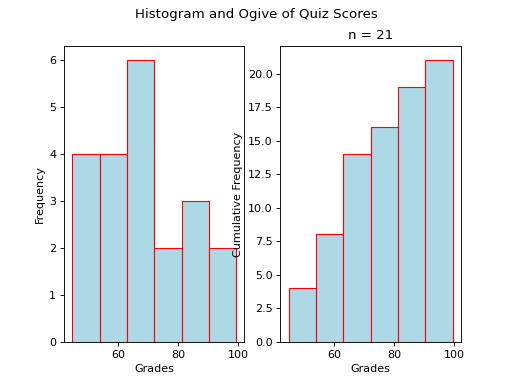 Histogram and Ogive of Quiz Scores
n = 21
6
5
4
3
2
1
0
Frequency
60 80 100
Grades
20.0
17.5
15.0
12.5
10.0
7.5
5.0
2.5
0.0
Cumulative Frequency
60 80 100
Grades